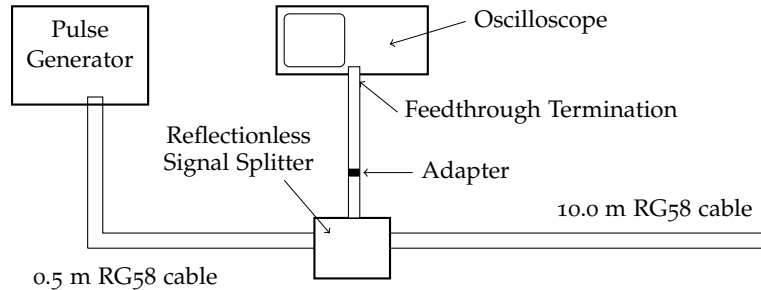 Pulse
Generator
Oscilloscope
Feedthrough Termination
Reflectionless
Signal Splitter
Adapter
10.0 m RG58 cable
0.5 m RG58 cable